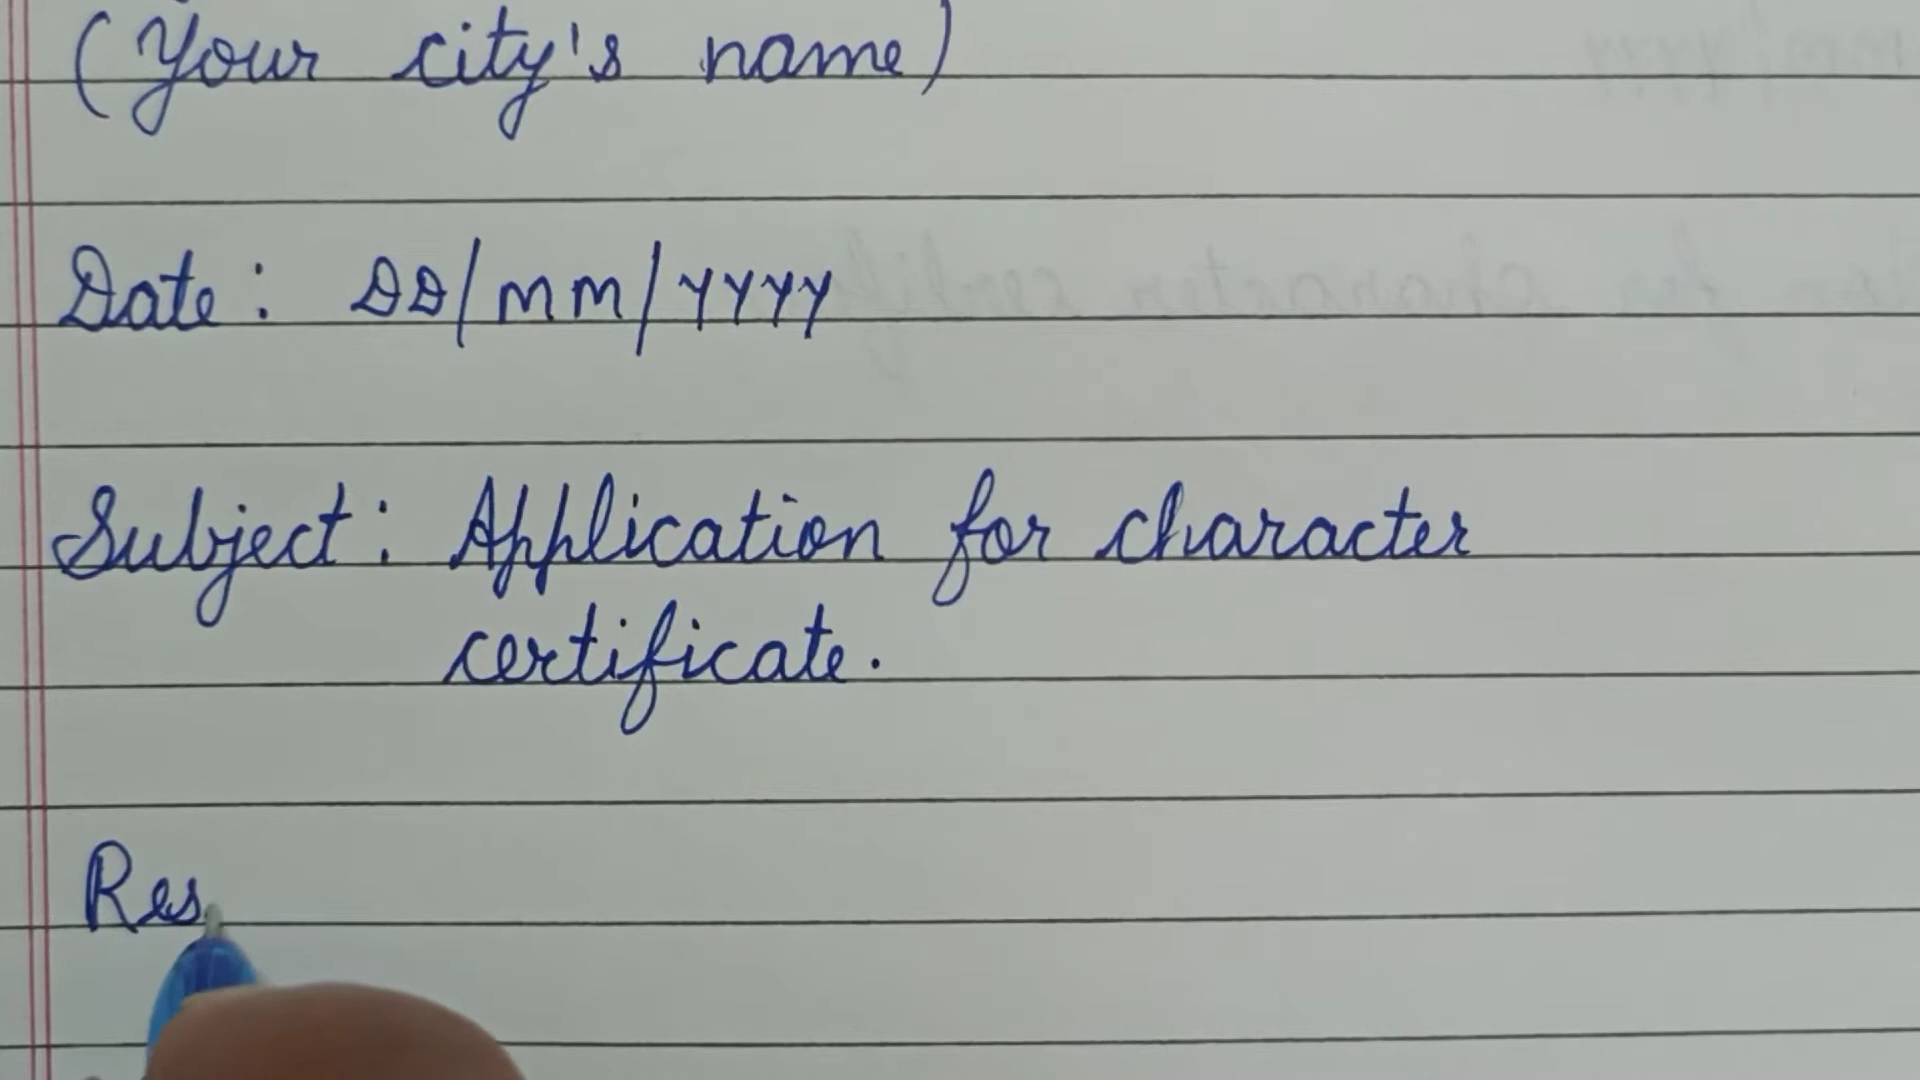 (Your city's name)
Date: DD/MM/YYYY
Subject: Application for character
certificate.
Res